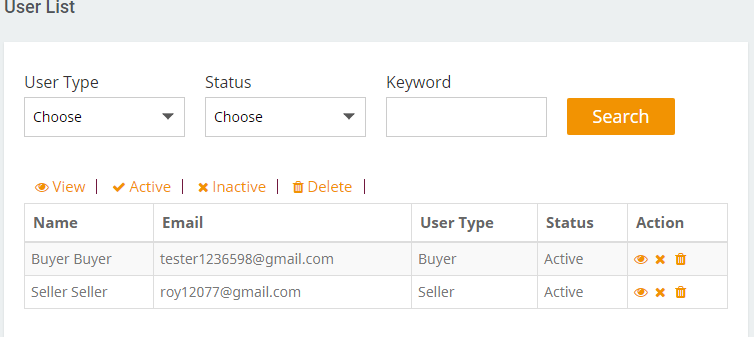 User List
User Type Status Keyword
Choose Choose Search
View | Active | Inactive | Delete |
Name Email User Type Status Action
Buyer Buyer tester1236598@gmail.com Buyer Active
Seller Seller roy12077@gmail.com Seller Active